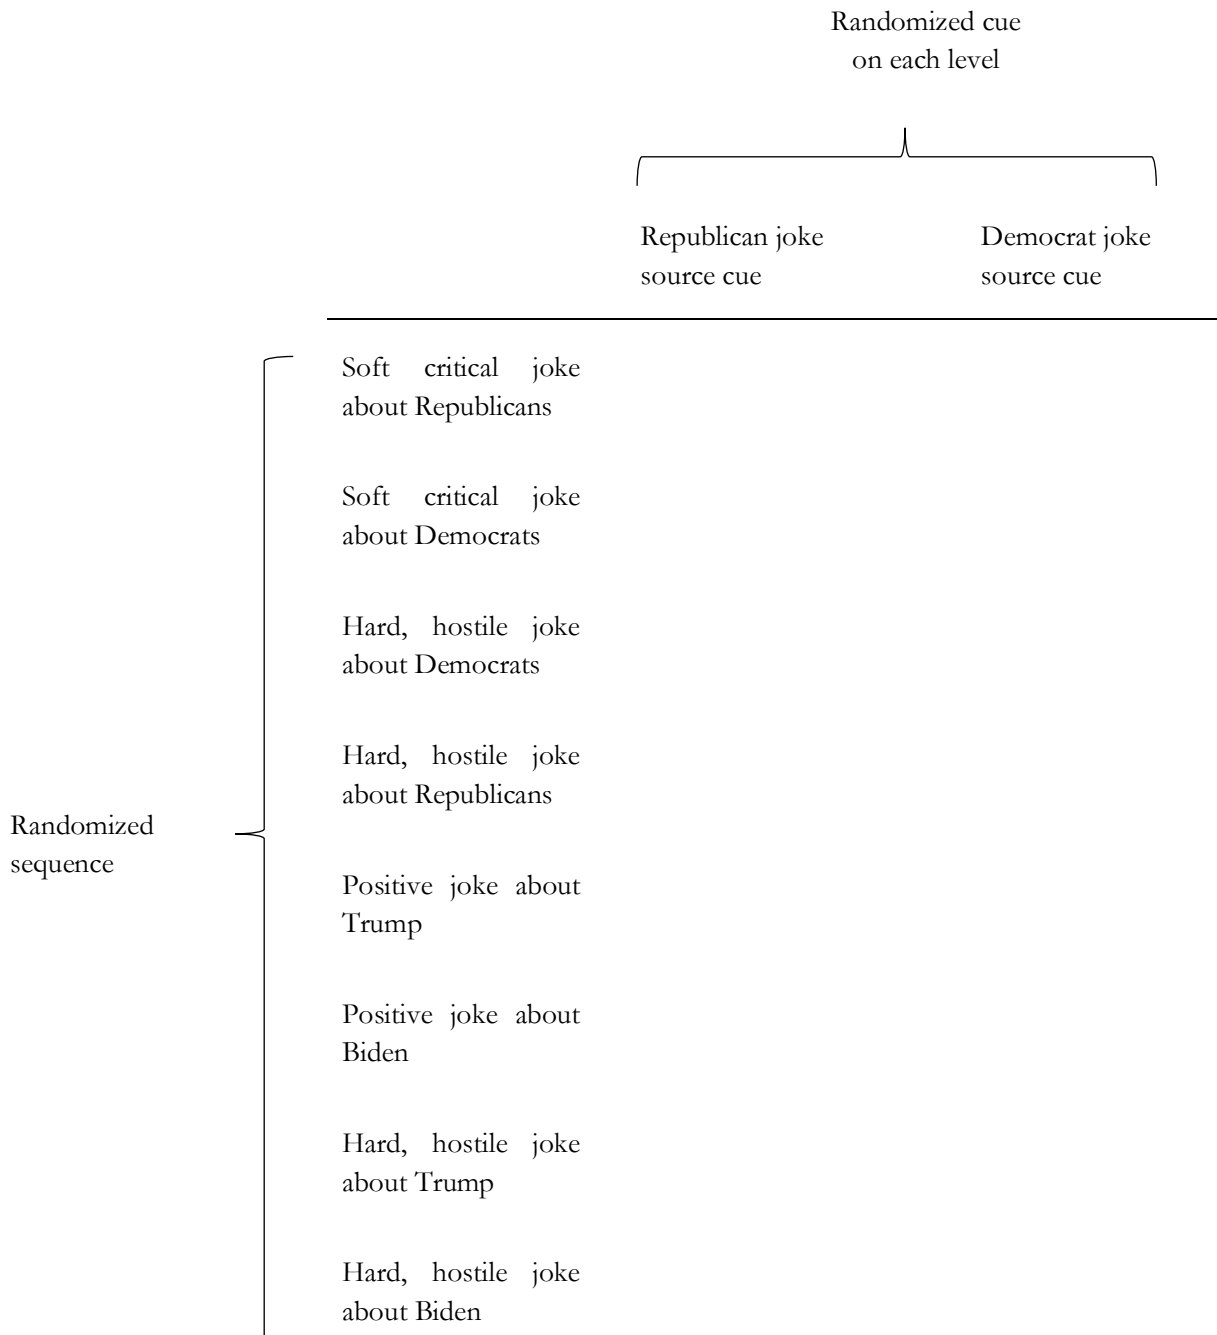 Randomized cue
on each level
Republican joke
source cue
Democrat joke
source cue
Soft critical joke
about Republicans
Soft critical joke
about Democrats
Hard, hostile joke
about Democrats
Hard, hostile joke
about Republicans
Randomized
sequence
Positive joke about
Trump
Positive joke about
Biden
Hard, hostile joke
about Trump
Hard, hostile joke
about Biden